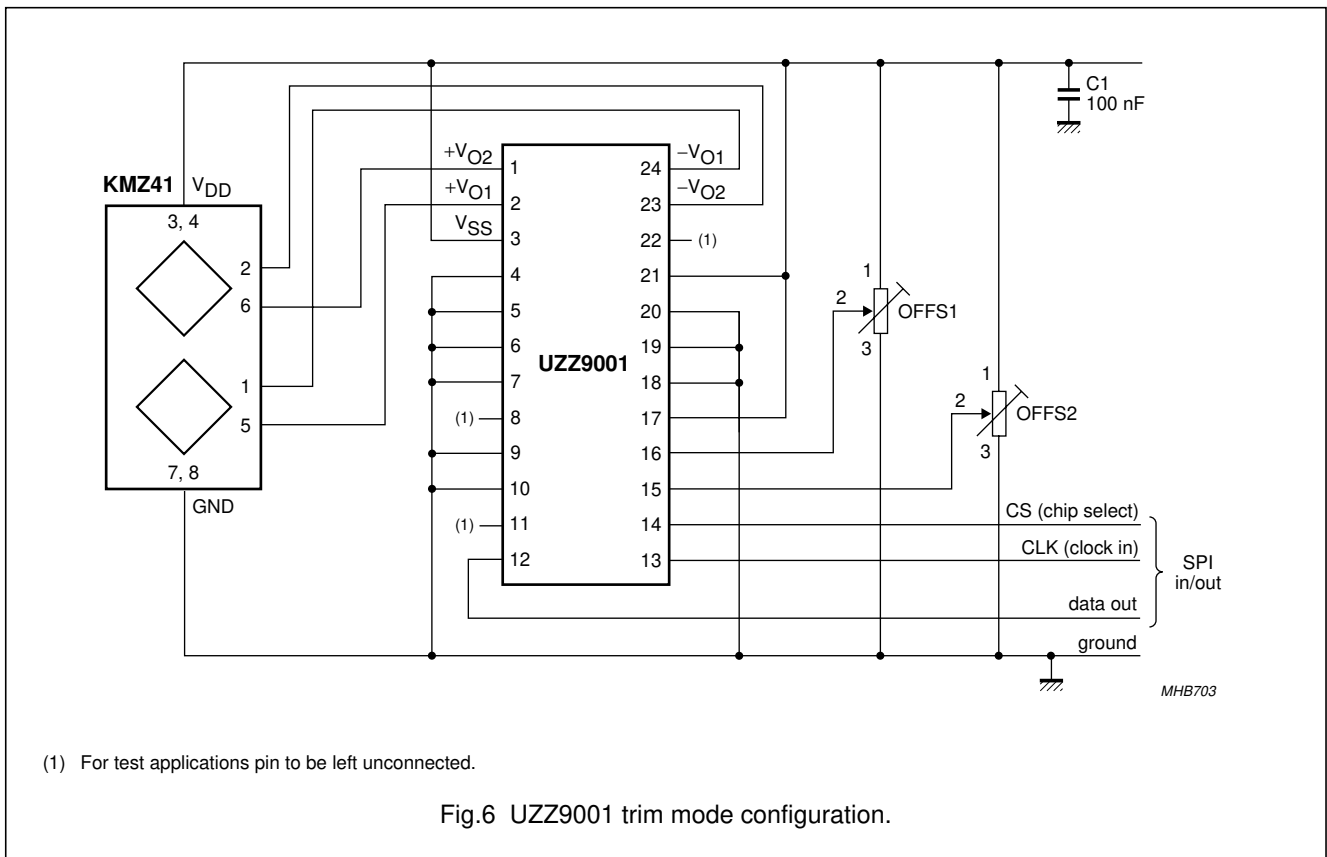 C1
100 nF
KMZ41
VDD
3, 4
2
6
1
5
7, 8
GND
+VO2
+VO1
VSS
1
2
3
4
5
6
7
(1)
8
9
10
(1)
11
12
UZZ9001
24
23
22
21
20
19
18
17
16
15
14
13
−VO1
−VO2
(1)
1
2
OFFS1
3
1
2
OFFS2
3
CS (chip select)
CLK (clock in)
SPI
in/out
data out
ground
MHB703
(1) For test applications pin to be left unconnected.
Fig.6 UZZ9001 trim mode configuration.